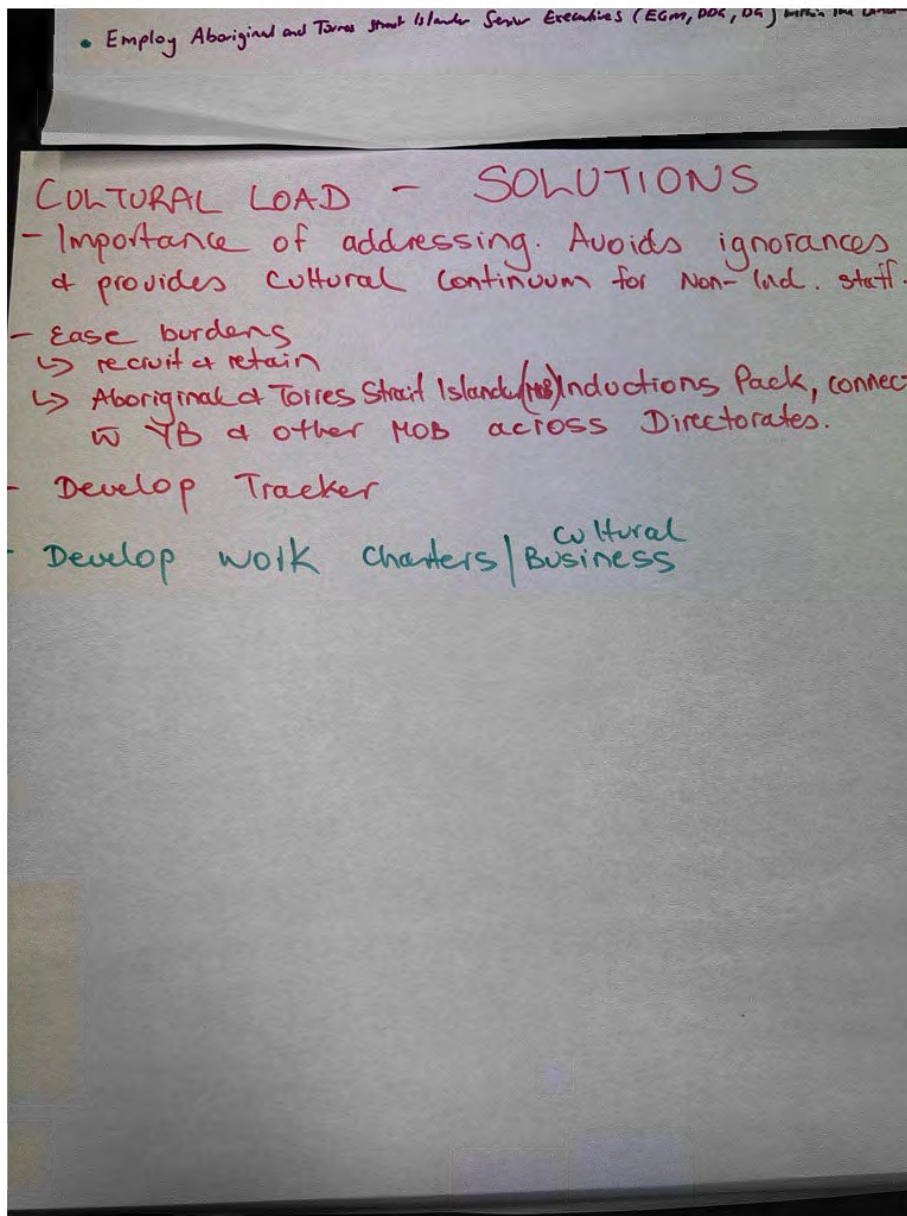 • Employ Aboriginal and Torres Strait Islander Senior Executives (EGM, DDG, DG) within the
CULTURAL LOAD - SOLUTIONS
- Importance of addressing. Avoids ignorances
& provides Cultural Continuum for Non-Ind. staff.
- Ease burdens
↳ recruit & retain
↳ Aboriginal & Torres Strait Islander (MOB) Inductions Pack, connect
w YB & other MOB across Directorates.
- Develop Tracker
- Develop work charters | Cultural Business